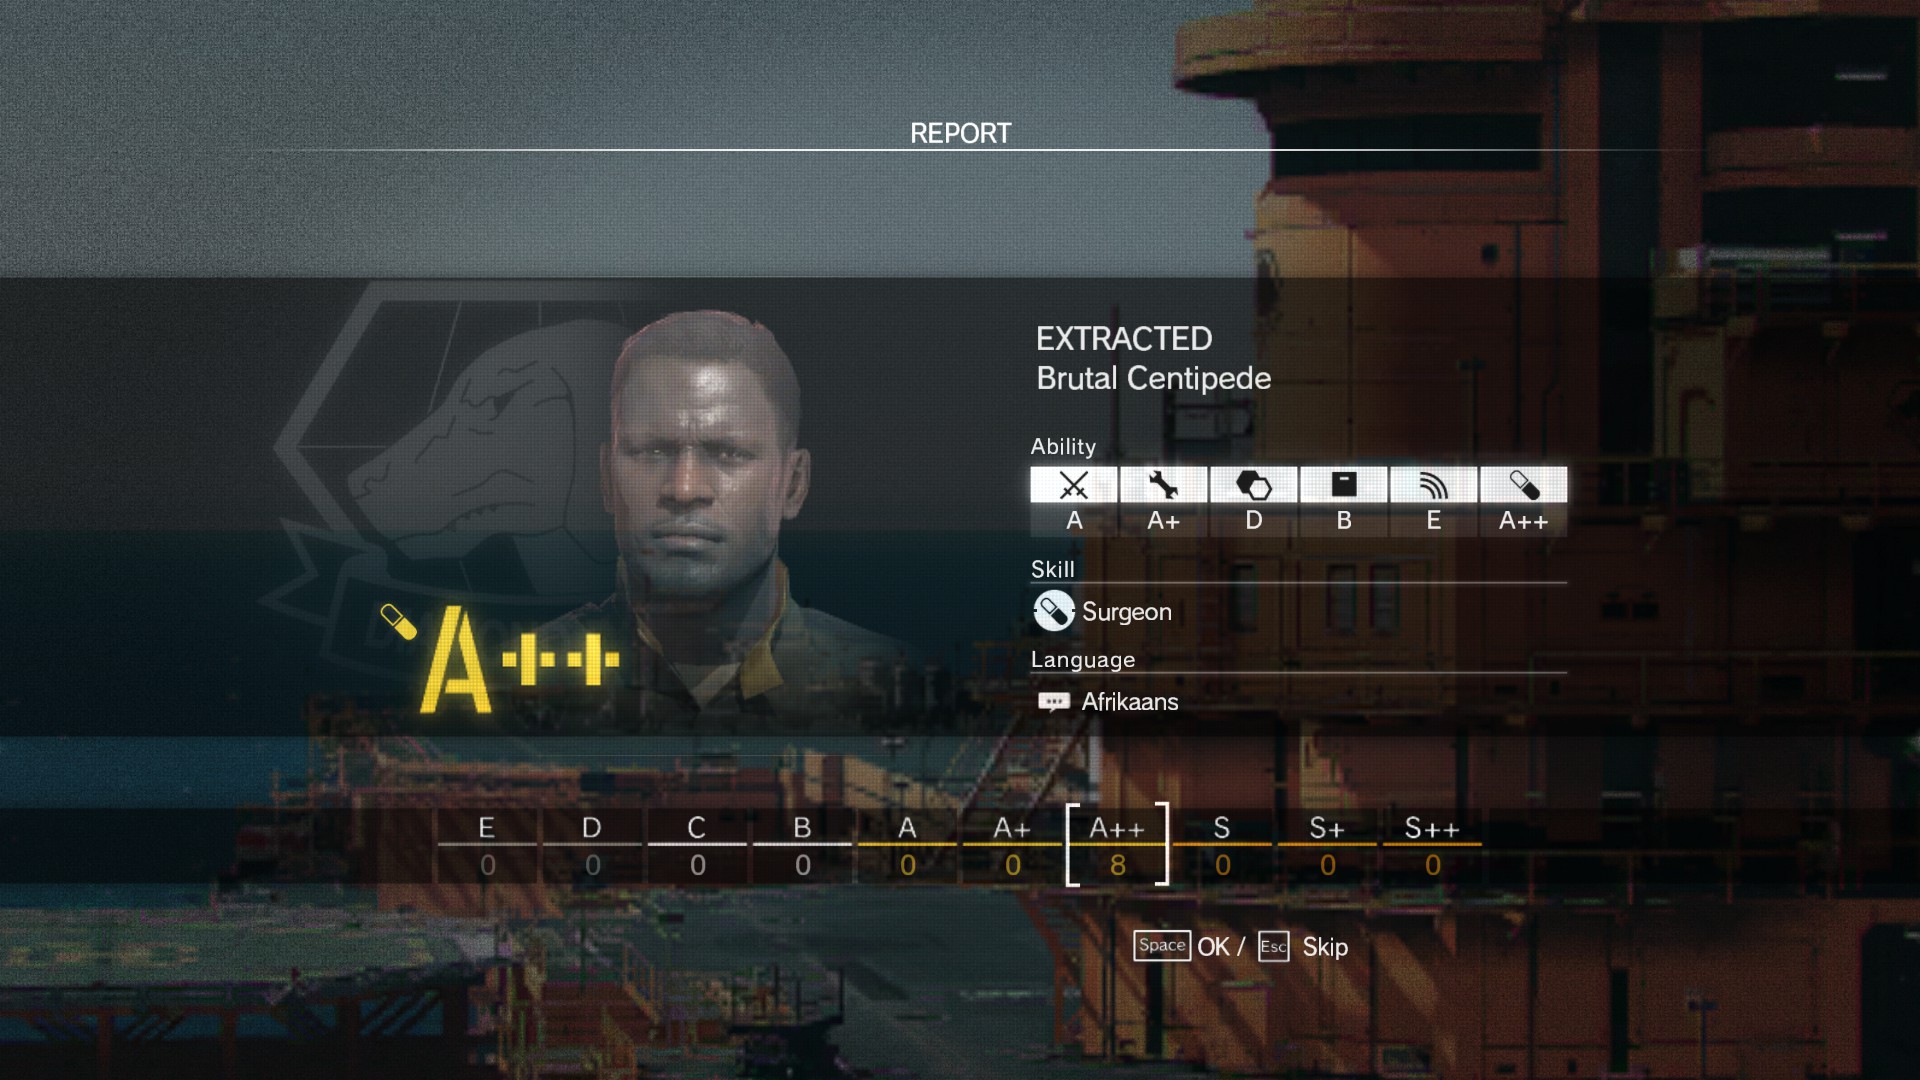 REPORT
EXTRACTED
Brutal Centipede
Ability
A A+ D B E A++
Skill
Surgeon
Language
Afrikaans
A++
E D C B A A+ A++ S S+ S++
0 0 0 0 0 0 8 0 0 0
Space OK / Esc Skip